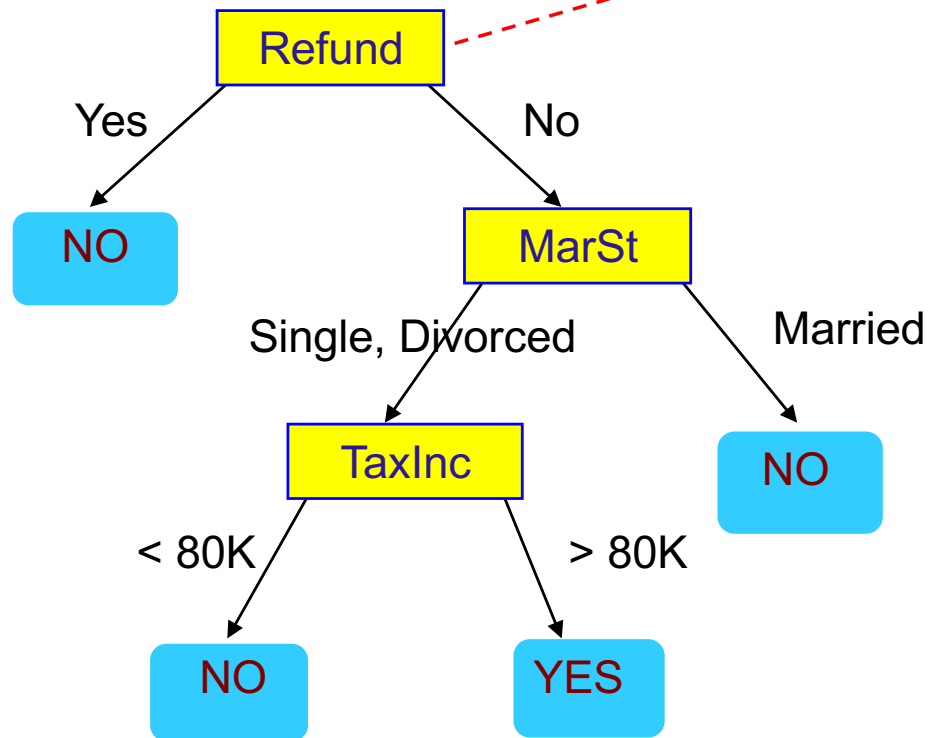 Refund
Yes
No
NO
MarSt
Single, Divorced
Married
TaxInc
NO
< 80K
> 80K
NO
YES